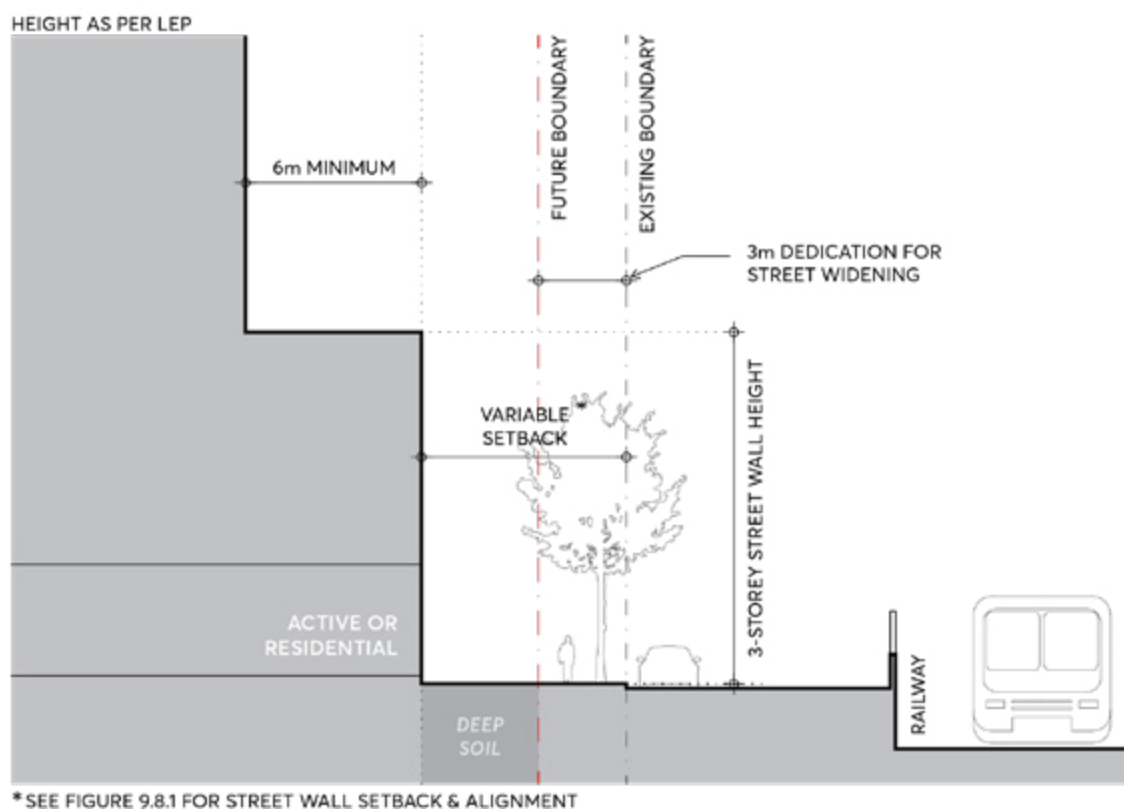 HEIGHT AS PER LEP
6m MINIMUM
FUTURE BOUNDARY
EXISTING BOUNDARY
3m DEDICATION FOR
STREET WIDENING
VARIABLE
SETBACK
3-STOREY STREET WALL HEIGHT
ACTIVE OR
RESIDENTIAL
RAILWAY
DEEP
SOIL
* SEE FIGURE 9.8.1 FOR STREET WALL SETBACK & ALIGNMENT